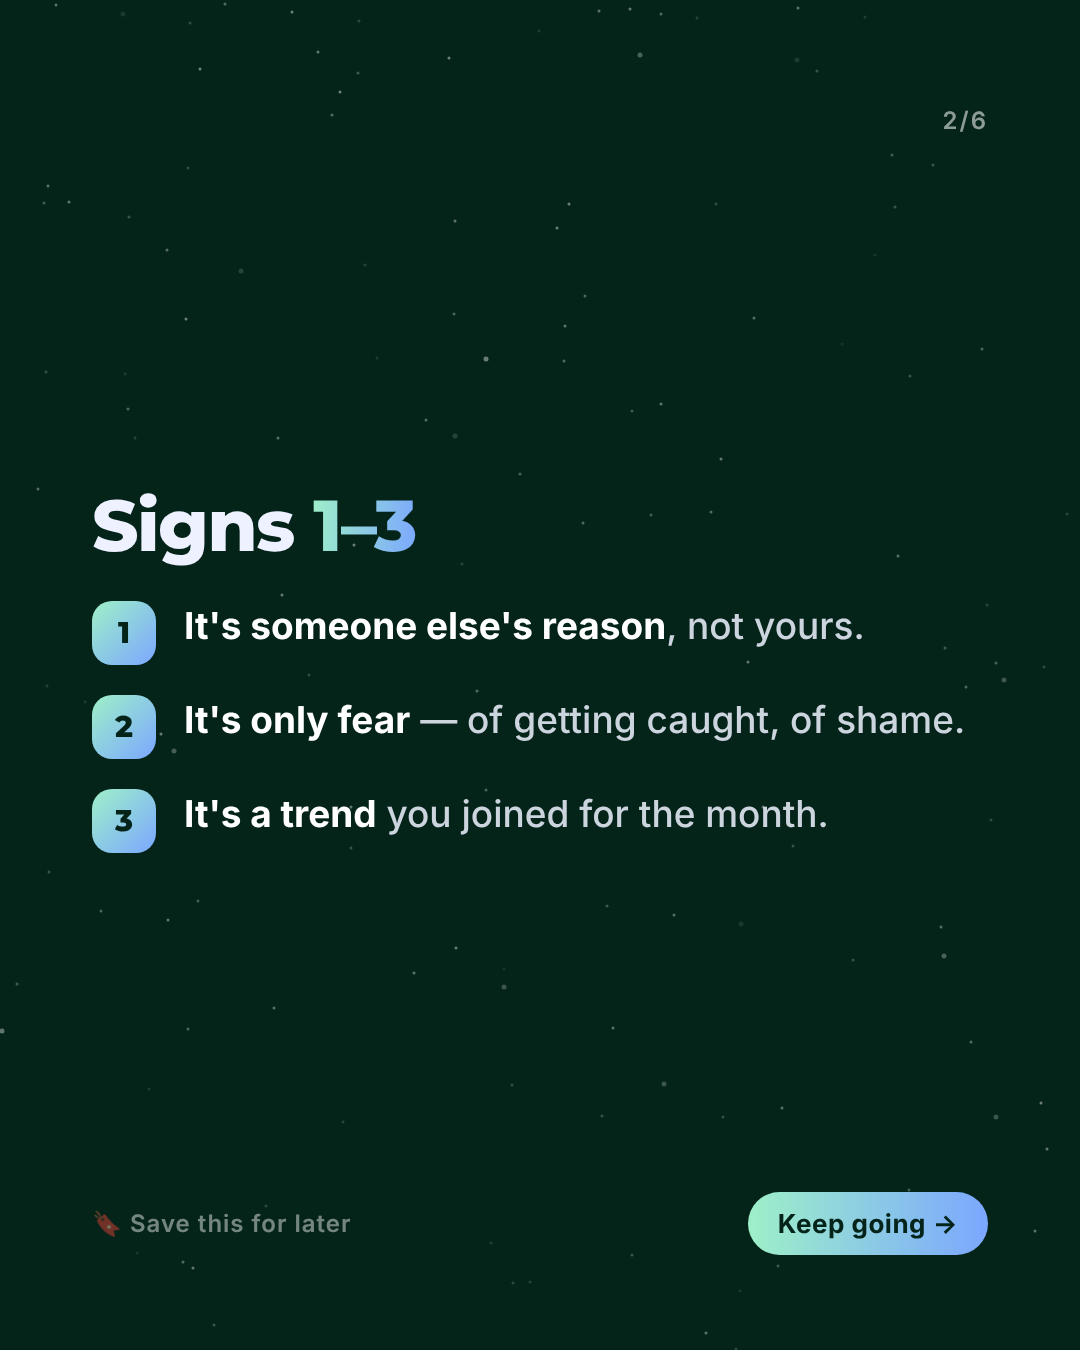 2/6
Signs 1–3
1 It's someone else's reason, not yours.
2 It's only fear — of getting caught, of shame.
3 It's a trend you joined for the month.
🔖 Save this for later
Keep going →